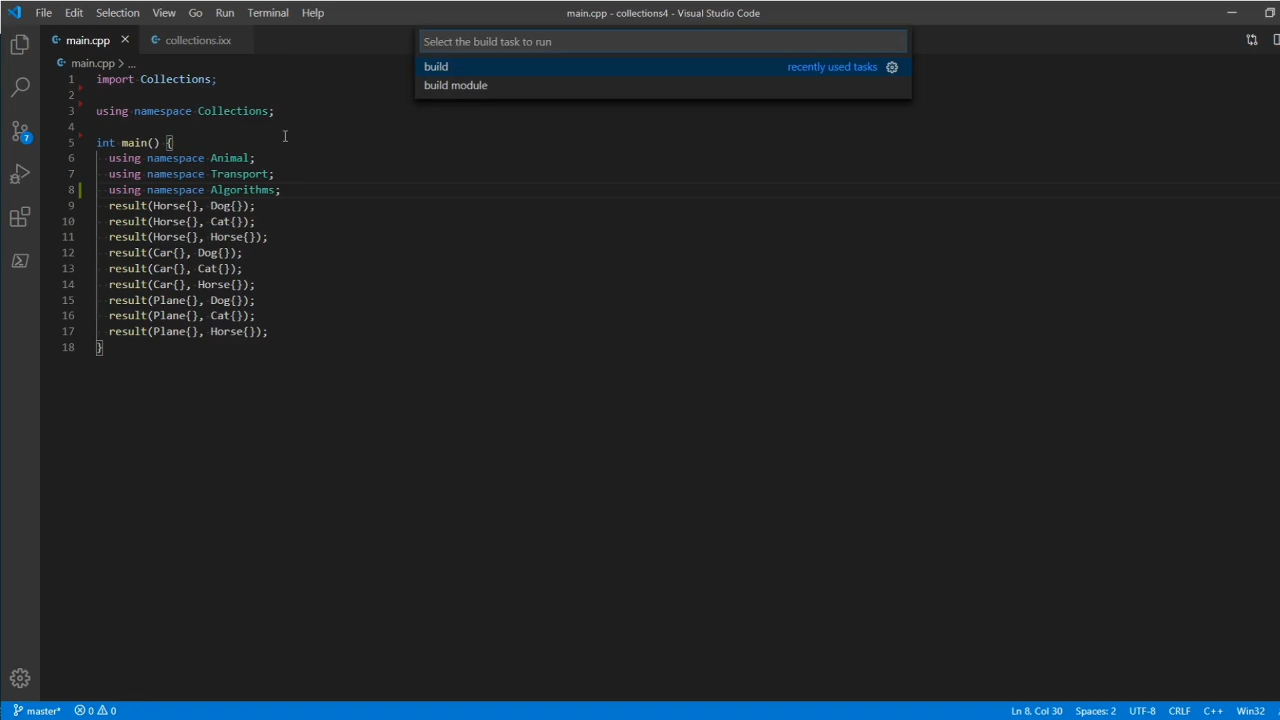 File Edit Selection View Go Run Terminal Help
main.cpp - collections4 - Visual Studio Code
main.cpp collections.ixx
main.cpp > ...
Select the build task to run
build recently used tasks
build module
1 import Collections;
2
3 using namespace Collections;
4
5 int main() {
6 using namespace Animal;
7 using namespace Transport;
8 using namespace Algorithms;
9 result(Horse{}, Dog{});
10 result(Horse{}, Cat{});
11 result(Horse{}, Horse{});
12 result(Car{}, Dog{});
13 result(Car{}, Cat{});
14 result(Car{}, Horse{});
15 result(Plane{}, Dog{});
16 result(Plane{}, Cat{});
17 result(Plane{}, Horse{});
18 }
7
master* 0 0 Ln 8, Col 30 Spaces: 2 UTF-8 CRLF C++ Win32